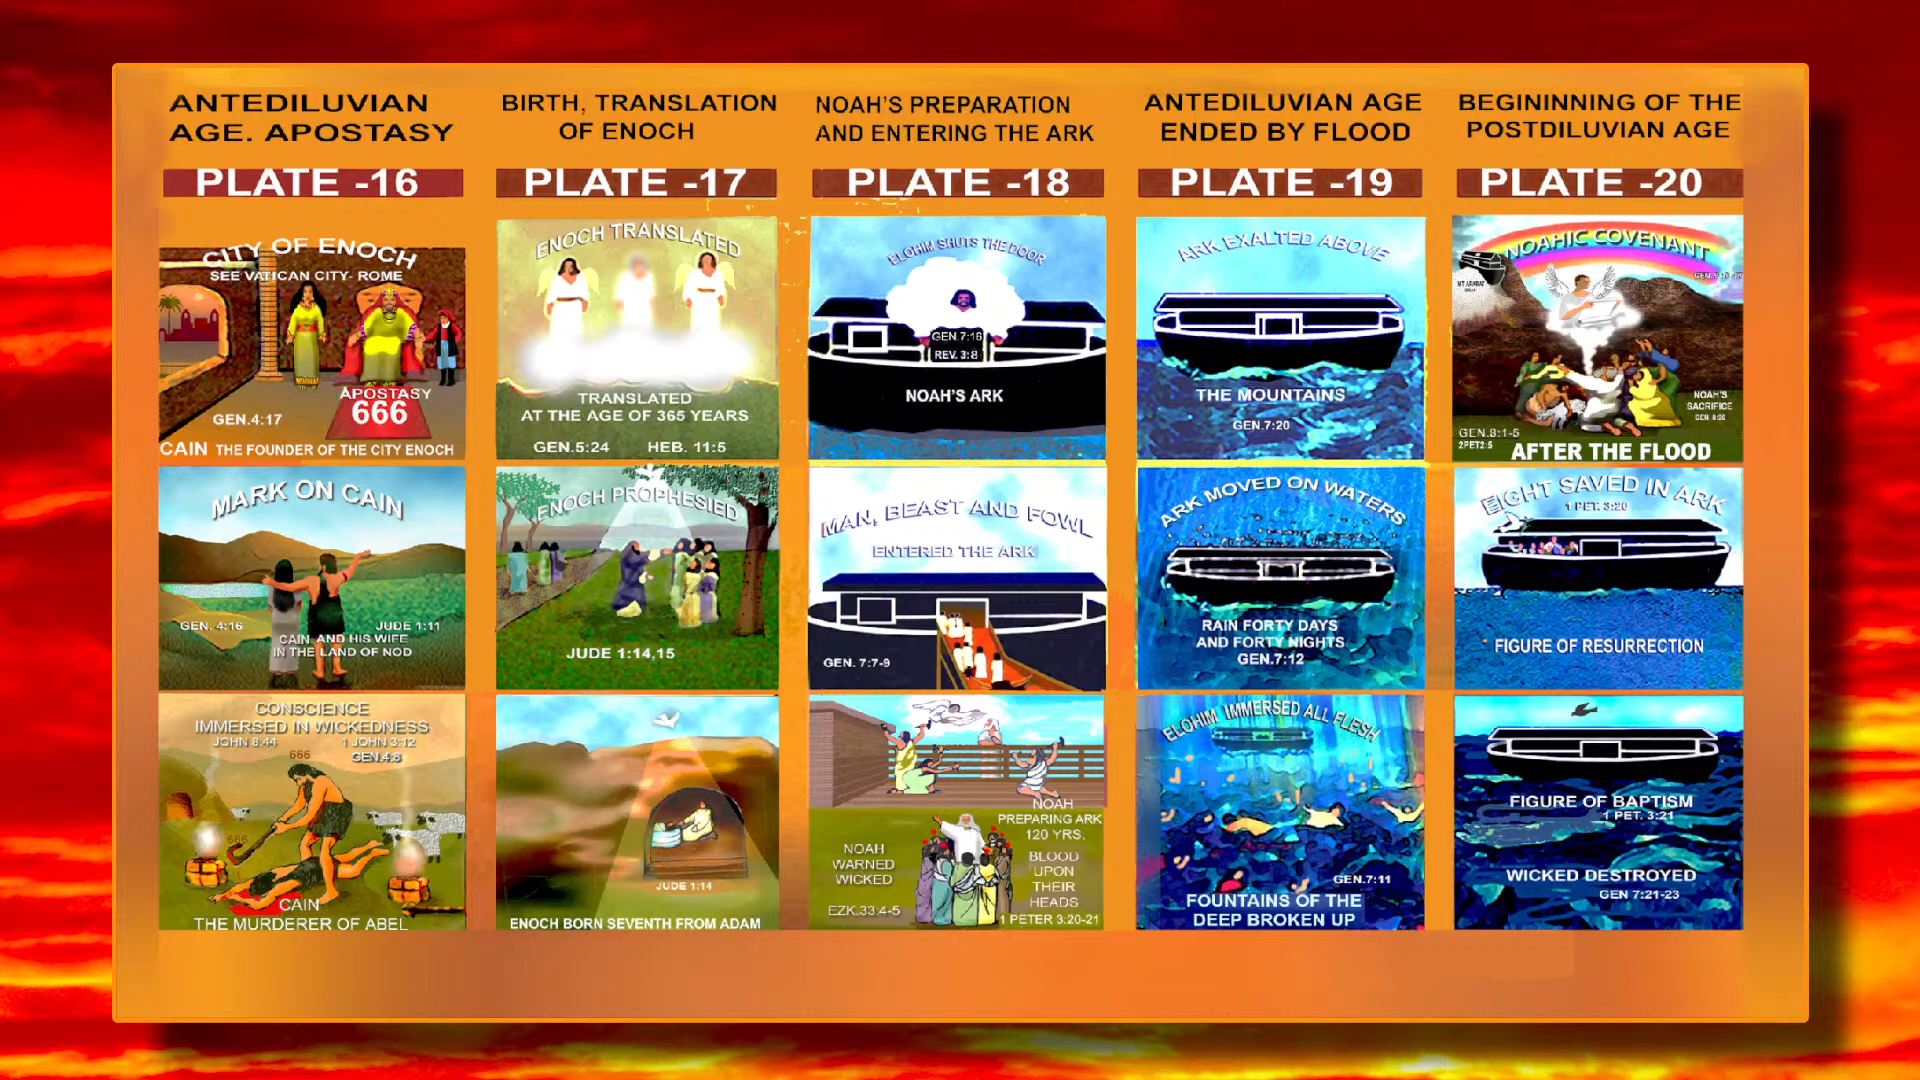 ANTEDILUVIAN
AGE. APOSTASY
PLATE -16
CITY OF ENOCH
SEE VATICAN CITY- ROME
APOSTASY
666
GEN.4:17
CAIN THE FOUNDER OF THE CITY ENOCH
MARK ON CAIN
GEN. 4:16
JUDE 1:11
CAIN AND HIS WIFE
IN THE LAND OF NOD
CONSCIENCE
IMMERSED IN WICKEDNESS
JOHN 8:44 1 JOHN 3:12
GEN.4:8
666
666
CAIN
THE MURDERER OF ABEL
BIRTH, TRANSLATION
OF ENOCH
PLATE -17
ENOCH TRANSLATED
TRANSLATED
AT THE AGE OF 365 YEARS
GEN.5:24 HEB. 11:5
ENOCH PROPHESIED
JUDE 1:14,15
JUDE 1:14
ENOCH BORN SEVENTH FROM ADAM
NOAH'S PREPARATION
AND ENTERING THE ARK
PLATE -18
ELOHIM SHUTS THE DOOR
GEN.7:16
REV. 3:8
NOAH'S ARK
MAN, BEAST AND FOWL
ENTERED THE ARK
GEN. 7:7-9
NOAH
PREPARING ARK
120 YRS.
NOAH
WARNED
WICKED
BLOOD
UPON
THEIR
HEADS
EZK.33:4-5
1 PETER 3:20-21
ANTEDILUVIAN AGE
ENDED BY FLOOD
PLATE -19
ARK EXALTED ABOVE
THE MOUNTAINS
GEN.7:20
ARK MOVED ON WATERS
RAIN FORTY DAYS
AND FORTY NIGHTS
GEN.7:12
ELOHIM IMMERSED ALL FLESH
GEN.7:11
FOUNTAINS OF THE
DEEP BROKEN UP
BEGININNING OF THE
POSTDILUVIAN AGE
PLATE -20
NOAHIC COVENANT
MT ARARAT
NOAH'S
SACRIFICE
GEN. 8:20
GEN.8:1-5
2PET2:5
AFTER THE FLOOD
EIGHT SAVED IN ARK
1 PET. 3:20
FIGURE OF RESURRECTION
FIGURE OF BAPTISM
1 PET. 3:21
WICKED DESTROYED
GEN 7:21-23